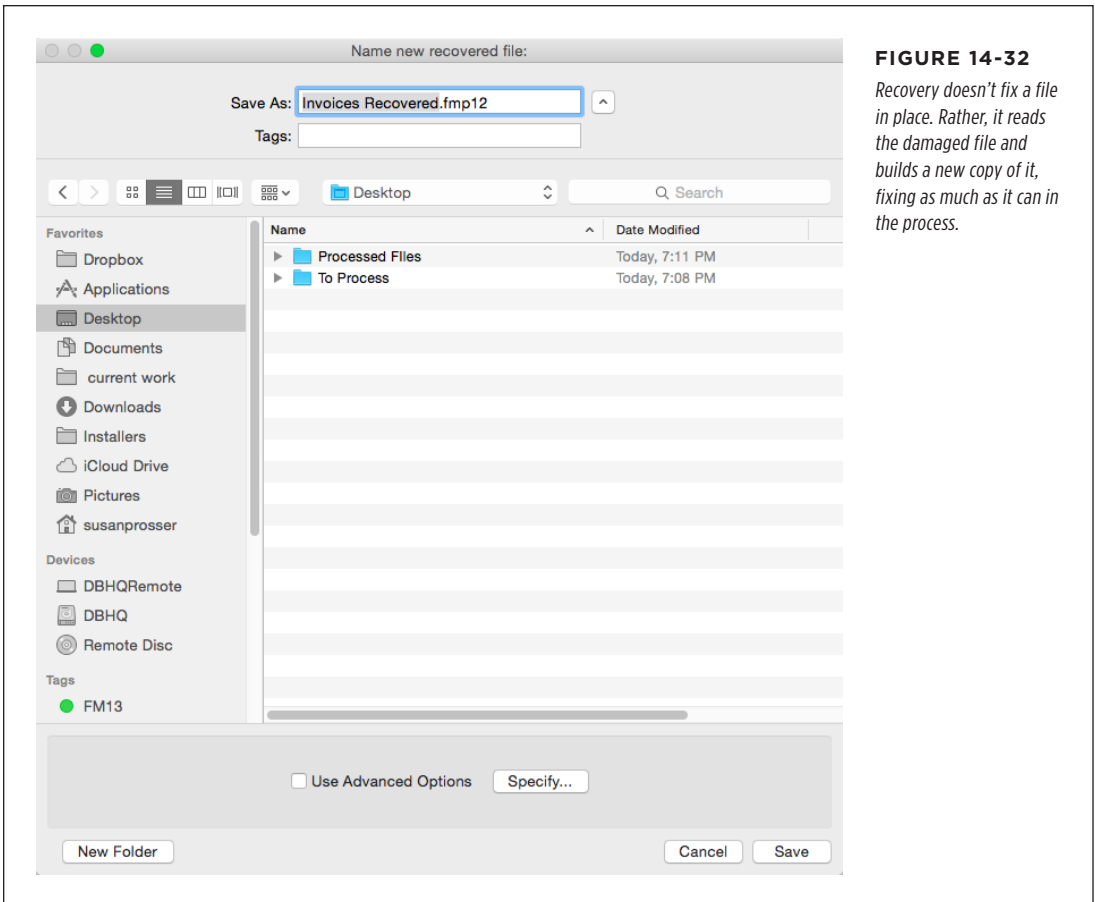 Name new recovered file:
Save As: Invoices Recovered.fmp12
Tags:
Desktop
Search
Favorites
Dropbox
Applications
Desktop
Documents
current work
Downloads
Installers
iCloud Drive
Pictures
susanprosser
Devices
DBHQRemote
DBHQ
Remote Disc
Tags
FM13
Name Date Modified
Processed FIles Today, 7:11 PM
To Process Today, 7:08 PM
Use Advanced Options Specify...
New Folder Cancel Save
FIGURE 14-32
Recovery doesn't fix a file
in place. Rather, it reads
the damaged file and
builds a new copy of it,
fixing as much as it can in
the process.